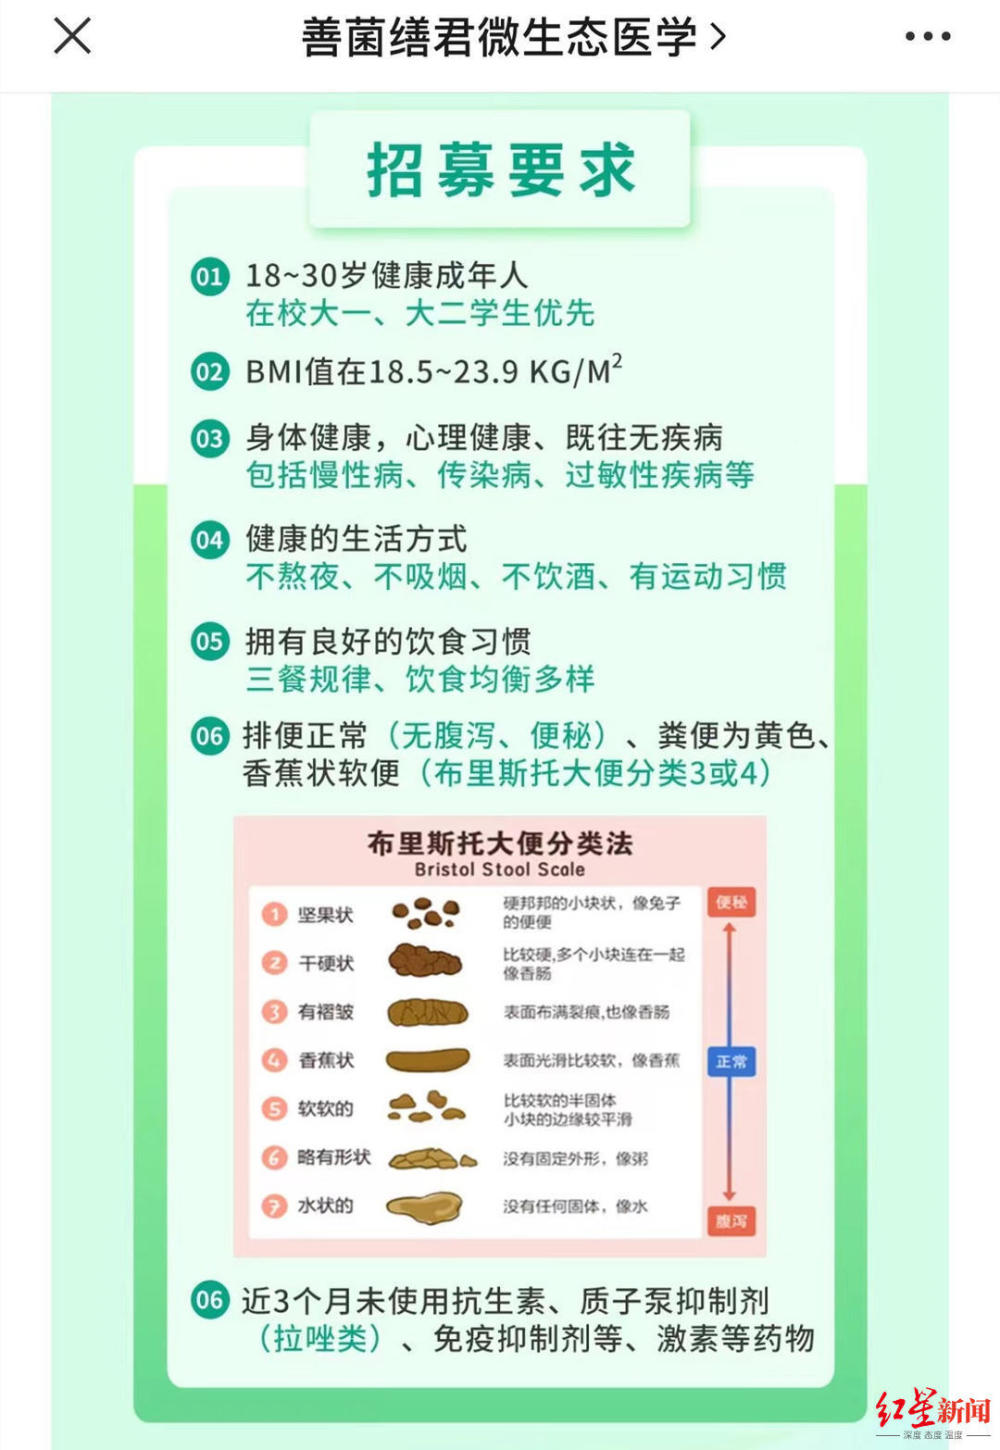 善菌缮君微生态医学
招募要求
01 18~30岁健康成年人
在校大一、大二学生优先
02 BMI值在18.5~23.9 KG/M²
03 身体健康，心理健康、既往无疾病
包括慢性病、传染病、过敏性疾病等
04 健康的生活方式
不熬夜、不吸烟、不饮酒、有运动习惯
05 拥有良好的饮食习惯
三餐规律、饮食均衡多样
06 排便正常（无腹泻、便秘）、粪便为黄色、
香蕉状软便（布里斯托大便分类3或4）
布里斯托大便分类法
Bristol Stool Scale
1 坚果状 硬邦邦的小块状，像兔子
的便便
便秘
2 干硬状 比较硬,多个小块连在一起
像香肠
3 有褶皱 表面布满裂痕,也像香肠
4 香蕉状 表面光滑比较软，像香蕉
正常
5 软软的 比较软的半固体
小块的边缘较平滑
6 略有形状 没有固定外形，像粥
7 水状的 没有任何固体，像水
腹泻
06 近3个月未使用抗生素、质子泵抑制剂
（拉唑类）、免疫抑制剂等、激素等药物
红星新闻
深度 态度 温度